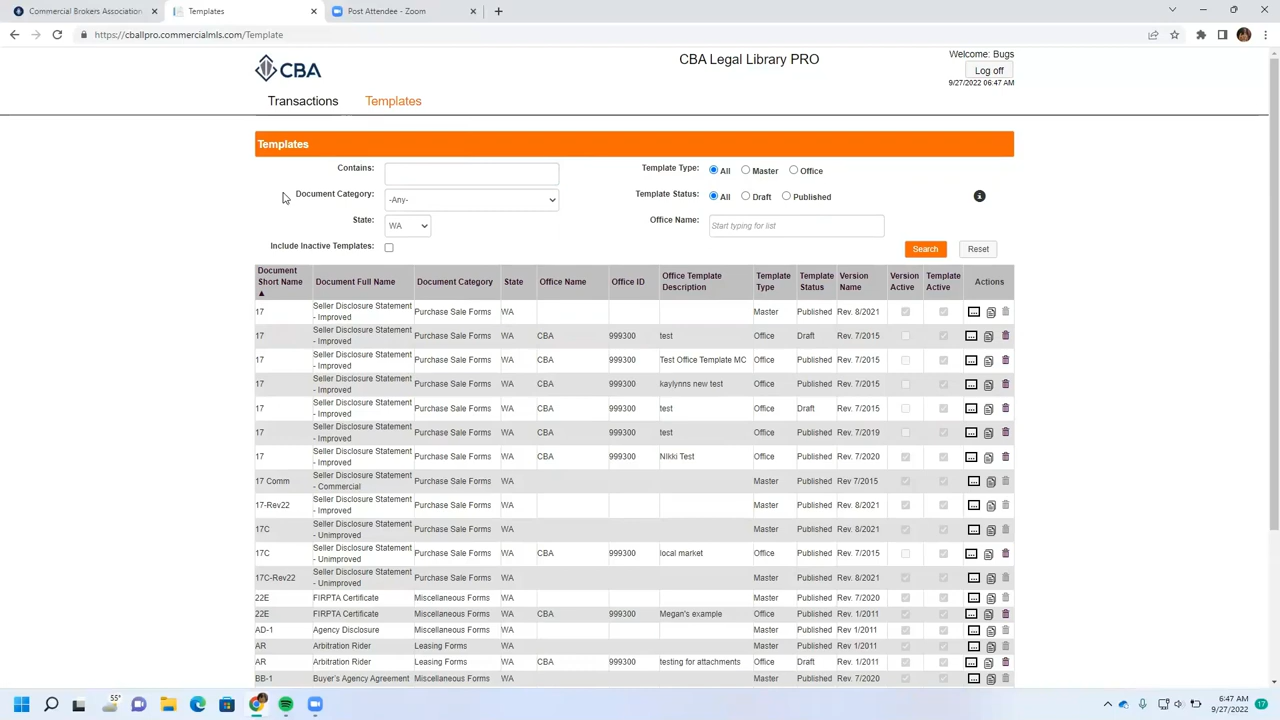 Commercial Brokers Association
Templates
Post Attendee - Zoom
https://cballpro.commercialmls.com/Template
CBA
CBA Legal Library PRO
Welcome: Bugs
Log off
9/27/2022 06:47 AM
Transactions Templates
Templates
Contains:
Template Type: All Master Office
Document Category: -Any-
Template Status: All Draft Published
State: WA
Office Name: Start typing for list
Include Inactive Templates:
Search Reset
Document Short Name ▲ Document Full Name Document Category State Office Name Office ID Office Template Description Template Type Template Status Version Name Version Active Template Active Actions
17 Seller Disclosure Statement - Improved Purchase Sale Forms WA Master Published Rev. 8/2021
17 Seller Disclosure Statement - Improved Purchase Sale Forms WA CBA 999300 test Office Draft Rev. 7/2015
17 Seller Disclosure Statement - Improved Purchase Sale Forms WA CBA 999300 Test Office Template MC Office Published Rev. 7/2015
17 Seller Disclosure Statement - Improved Purchase Sale Forms WA CBA 999300 kaylynns new test Office Published Rev. 7/2015
17 Seller Disclosure Statement - Improved Purchase Sale Forms WA CBA 999300 test Office Draft Rev. 7/2015
17 Seller Disclosure Statement - Improved Purchase Sale Forms WA CBA 999300 test Office Published Rev. 7/2019
17 Seller Disclosure Statement - Improved Purchase Sale Forms WA CBA 999300 Nikki Test Office Published Rev. 7/2020
17 Comm Seller Disclosure Statement - Commercial Purchase Sale Forms WA Master Published Rev 7/2015
17-Rev22 Seller Disclosure Statement - Improved Purchase Sale Forms WA Master Published Rev. 8/2021
17C Seller Disclosure Statement - Unimproved Purchase Sale Forms WA Master Published Rev. 8/2021
17C Seller Disclosure Statement - Unimproved Purchase Sale Forms WA CBA 999300 local market Office Published Rev. 7/2015
17C-Rev22 Seller Disclosure Statement - Unimproved Purchase Sale Forms WA Master Published Rev. 8/2021
22E FIRPTA Certificate Miscellaneous Forms WA Master Published Rev. 7/2020
22E FIRPTA Certificate Miscellaneous Forms WA CBA 999300 Megan's example Office Published Rev. 1/2011
AD-1 Agency Disclosure Miscellaneous Forms WA Master Published Rev 1/2011
AR Arbitration Rider Leasing Forms WA Master Published Rev 1/2011
AR Arbitration Rider Leasing Forms WA CBA 999300 testing for attachments Office Draft Rev. 1/2011
BB-1 Buyer's Agency Agreement Miscellaneous Forms WA Master Published Rev. 7/2020
55°
6:47 AM
9/27/2022
17